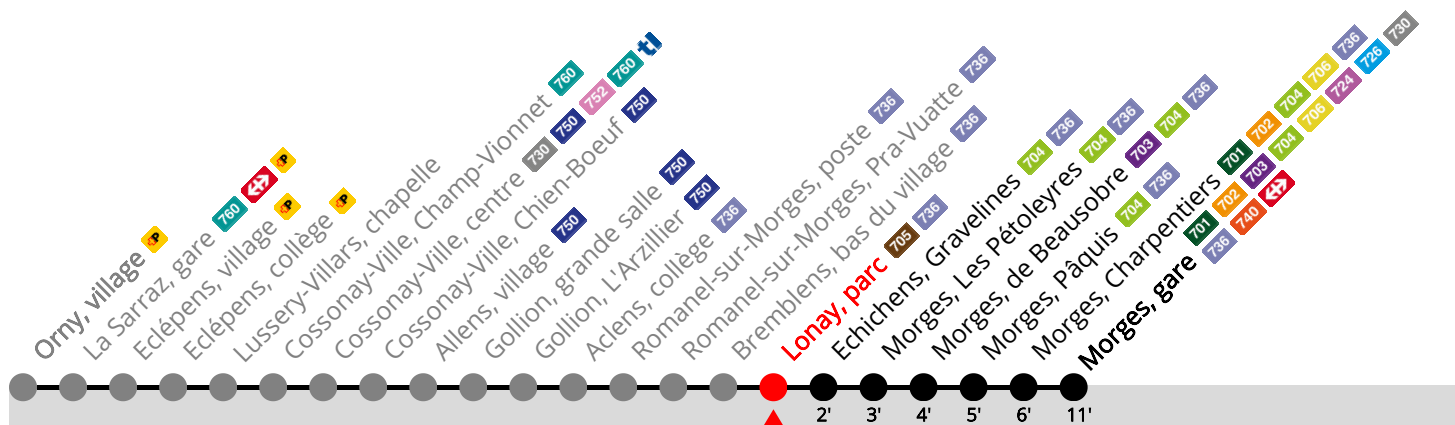 Orny, village P
La Sarraz, gare 760 P
Eclépens, village P
Eclépens, collège P
Lussery-Villars, chapelle
Cossonay-Ville, Champ-Vionnet 760
Cossonay-Ville, centre 730 750 752 760 tl
Cossonay-Ville, Chien-Boeuf 750
Allens, village 750
Gollion, grande salle 750
Gollion, L'Arzillier 750
Aclens, collège 736
Romanel-sur-Morges, poste 736
Romanel-sur-Morges, Pra-Vuatte 736
Bremblens, bas du village 736
Lonay, parc 705 736
Echichens, Gravelines 704 736
Morges, Les Pétoleyres 704 736
Morges, de Beausobre 703 704 736
Morges, Pâquis 704 736
Morges, Charpentiers 701 702 704 706 736
Morges, gare 701 702 703 704 706 724 726 730
736 740
2' 3' 4' 5' 6' 11'